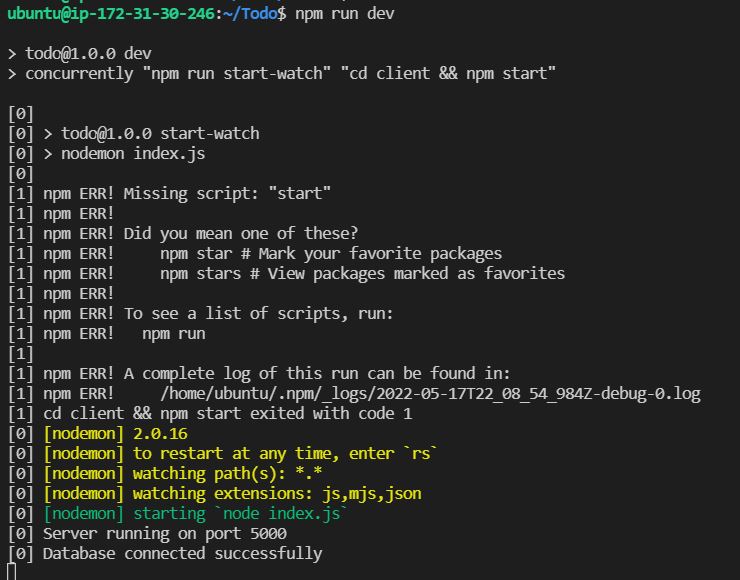 ubuntu@ip-172-31-30-246:~/Todo$ npm run dev
> todo@1.0.0 dev
> concurrently "npm run start-watch" "cd client && npm start"
[0]
[0] > todo@1.0.0 start-watch
[0] > nodemon index.js
[0]
[1] npm ERR! Missing script: "start"
[1] npm ERR!
[1] npm ERR! Did you mean one of these?
[1] npm ERR!     npm star # Mark your favorite packages
[1] npm ERR!     npm stars # View packages marked as favorites
[1] npm ERR!
[1] npm ERR! To see a list of scripts, run:
[1] npm ERR!   npm run
[1]
[1] npm ERR! A complete log of this run can be found in:
[1] npm ERR!     /home/ubuntu/.npm/_logs/2022-05-17T22_08_54_984Z-debug-0.log
[1] cd client && npm start exited with code 1
[0] [nodemon] 2.0.16
[0] [nodemon] to restart at any time, enter `rs`
[0] [nodemon] watching path(s): *.*
[0] [nodemon] watching extensions: js,mjs,json
[0] [nodemon] starting `node index.js`
[0] Server running on port 5000
[0] Database connected successfully